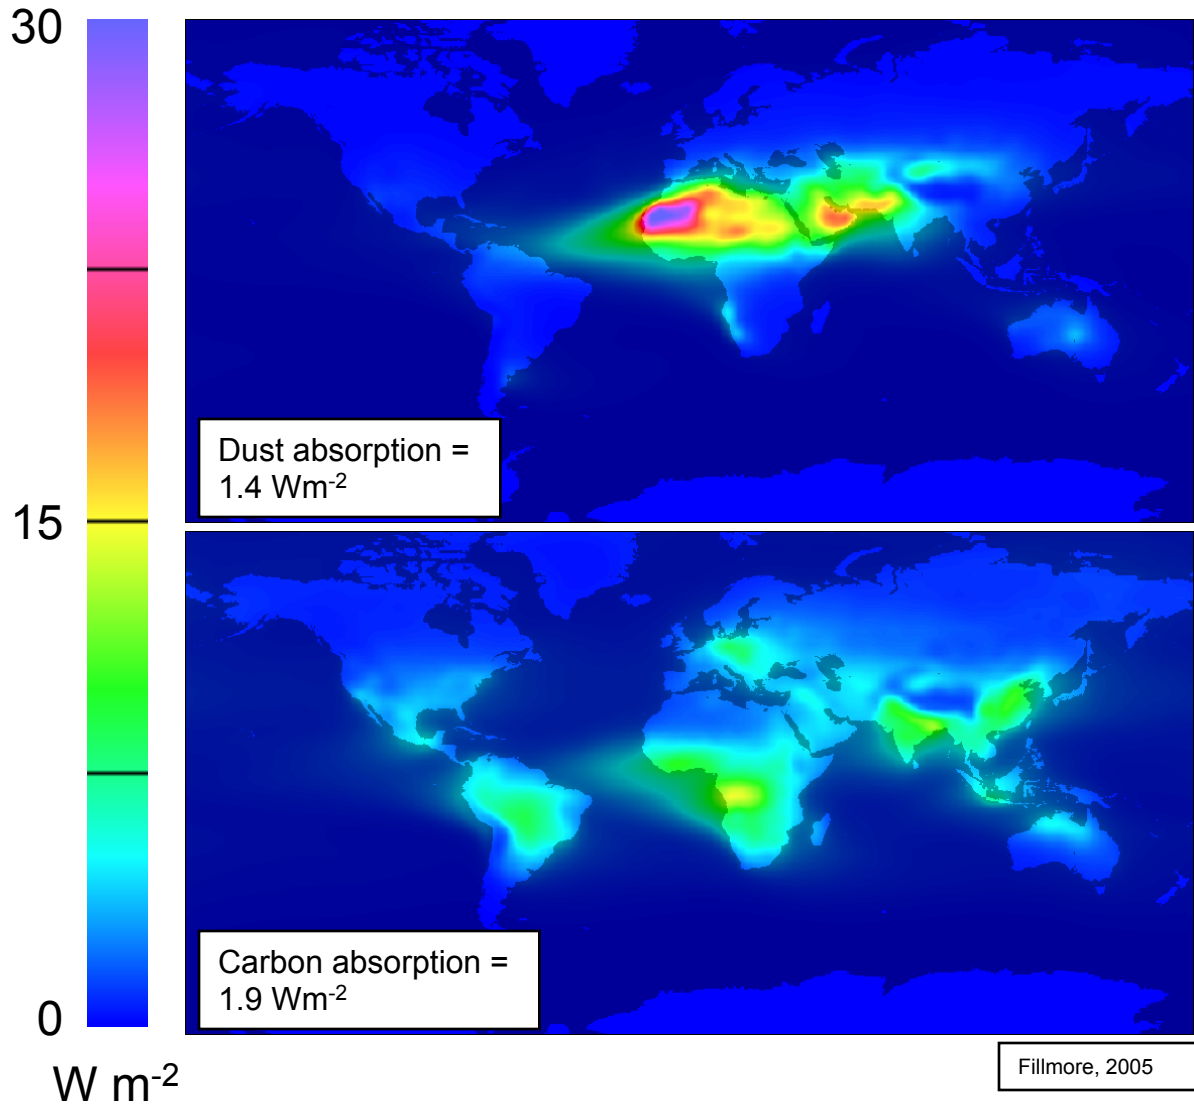 30
15
0
W m-2
Dust absorption =
1.4 Wm-2
Carbon absorption =
1.9 Wm-2
Fillmore, 2005